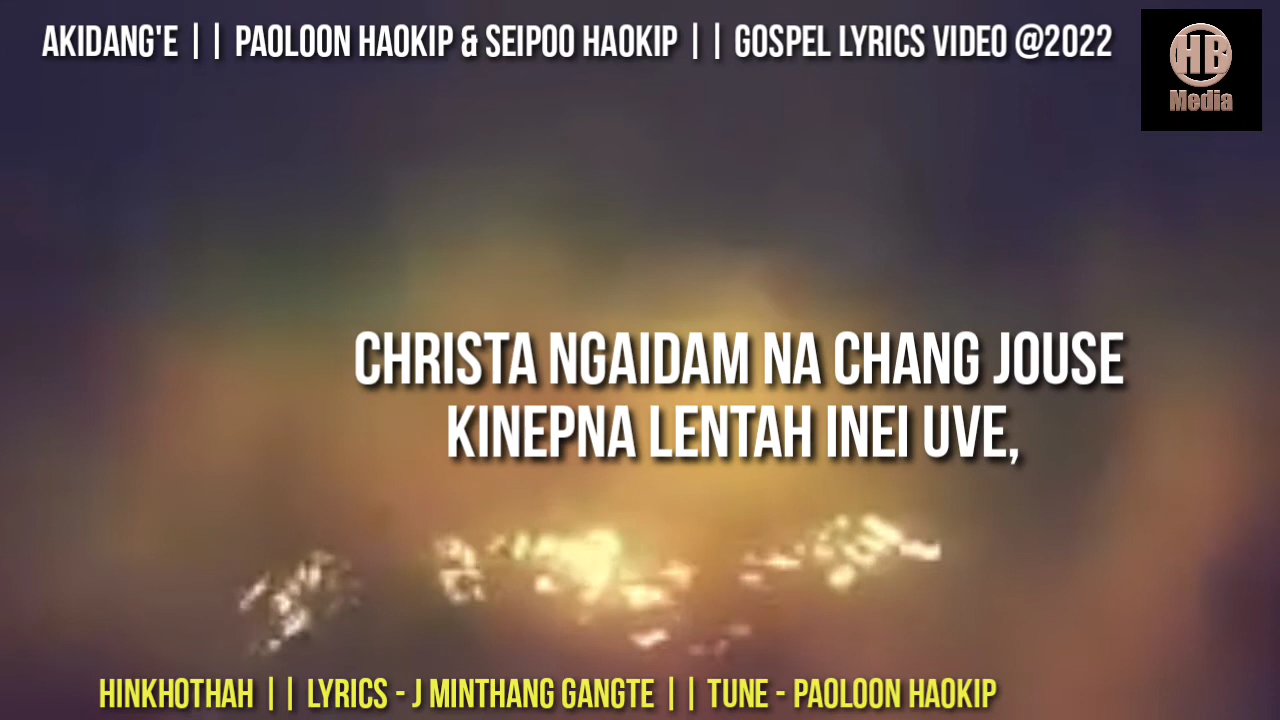 AKIDANG'E || PAOLOON HAOKIP & SEIPOO HAOKIP || GOSPEL LYRICS VIDEO @2022
HB
Media
CHRISTA NGAIDAM NA CHANG JOUSE
KINEPNA LENTAH INEI UVE,
HINKHOTHAH || LYRICS - J MINTHANG GANGTE || TUNE - PAOLOON HAOKIP